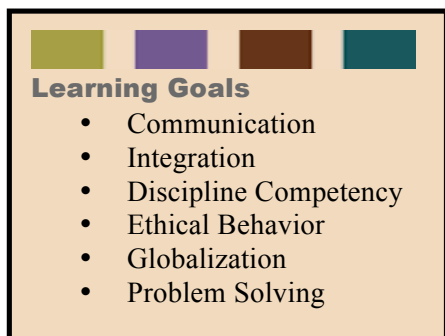 Learning Goals
• Communication
• Integration
• Discipline Competency
• Ethical Behavior
• Globalization
• Problem Solving